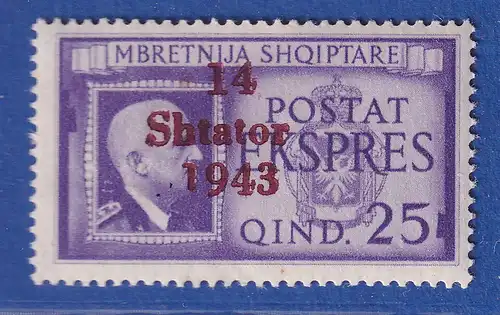 MBRETNIJA SHQIPTARE
14
Shtator
1943
POSTAT
EKSPRES
QIND. 25